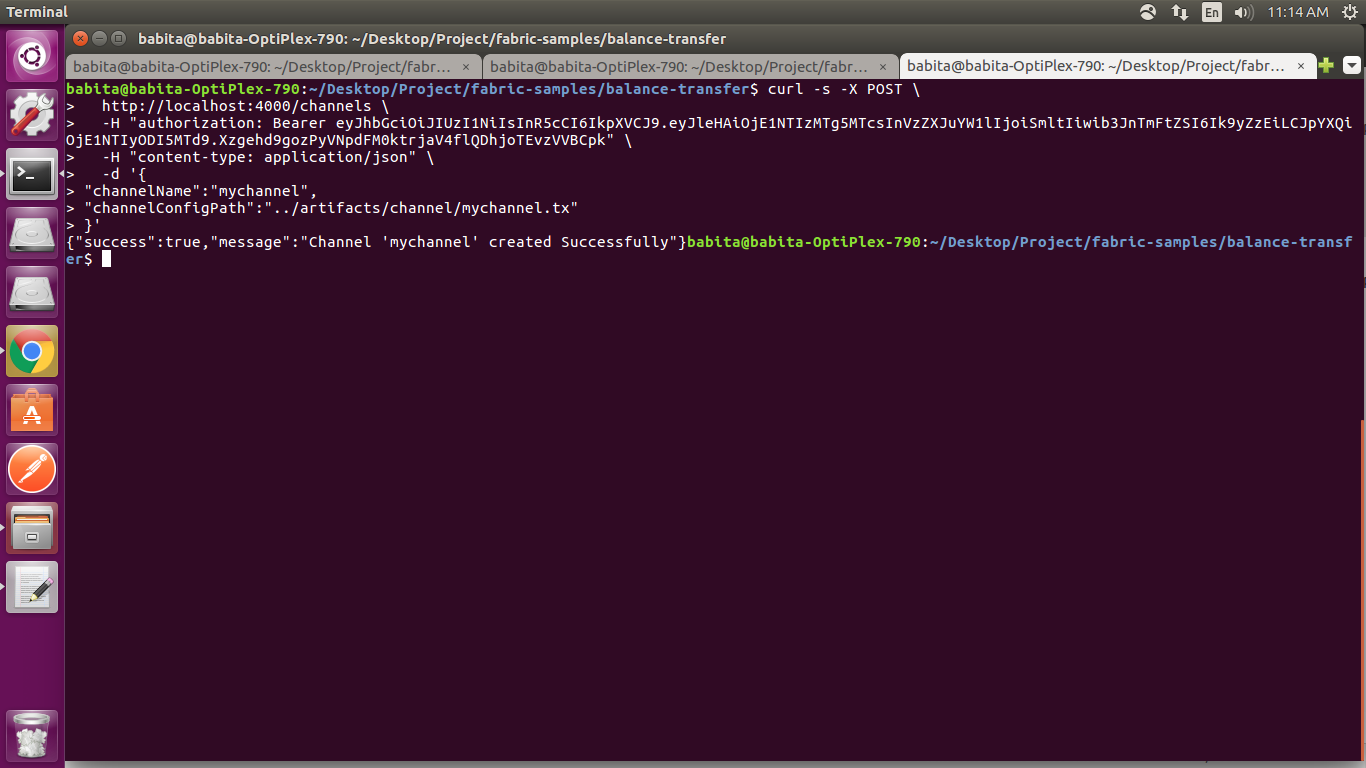 Terminal
En
11:14 AM
babita@babita-OptiPlex-790: ~/Desktop/Project/fabric-samples/balance-transfer
babita@babita-OptiPlex-790: ~/Desktop/Project/fabr... ×
babita@babita-OptiPlex-790: ~/Desktop/Project/fabr... ×
babita@babita-OptiPlex-790: ~/Desktop/Project/fabr... ×
babita@babita-OptiPlex-790:~/Desktop/Project/fabric-samples/balance-transfer$ curl -s -X POST \
>   http://localhost:4000/channels \
>   -H "authorization: Bearer eyJhbGciOiJIUzI1NiIsInR5cCI6IkpXVCJ9.eyJleHAiOjE1NTIzMTg5MTcsInVzZXJuYW1lIjoiSmltIiwib3JnTmFtZSI6Ik9yZzEiLCJpYXQi
OjE1NTIyODI5MTd9.Xzgehd9gozPyVNpdFM0ktrjaV4flQDhjoTEvzVVBCpk" \
>   -H "content-type: application/json" \
>   -d '{
> "channelName":"mychannel",
> "channelConfigPath":"../artifacts/channel/mychannel.tx"
> }'
{"success":true,"message":"Channel 'mychannel' created Successfully"}babita@babita-OptiPlex-790:~/Desktop/Project/fabric-samples/balance-transf
er$